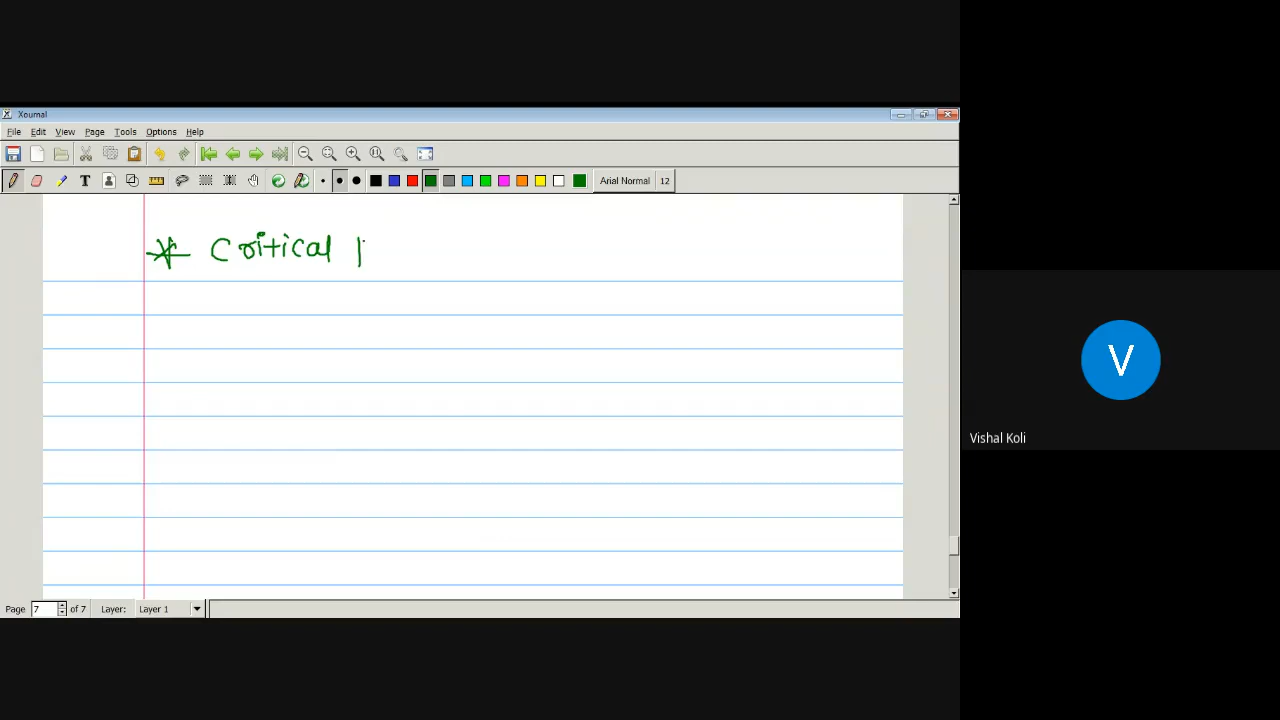 Xournal
File Edit View Page Tools Options Help
T Arial Normal 12
* Critical
V
Vishal Koli
Page 7 of 7 Layer: Layer 1